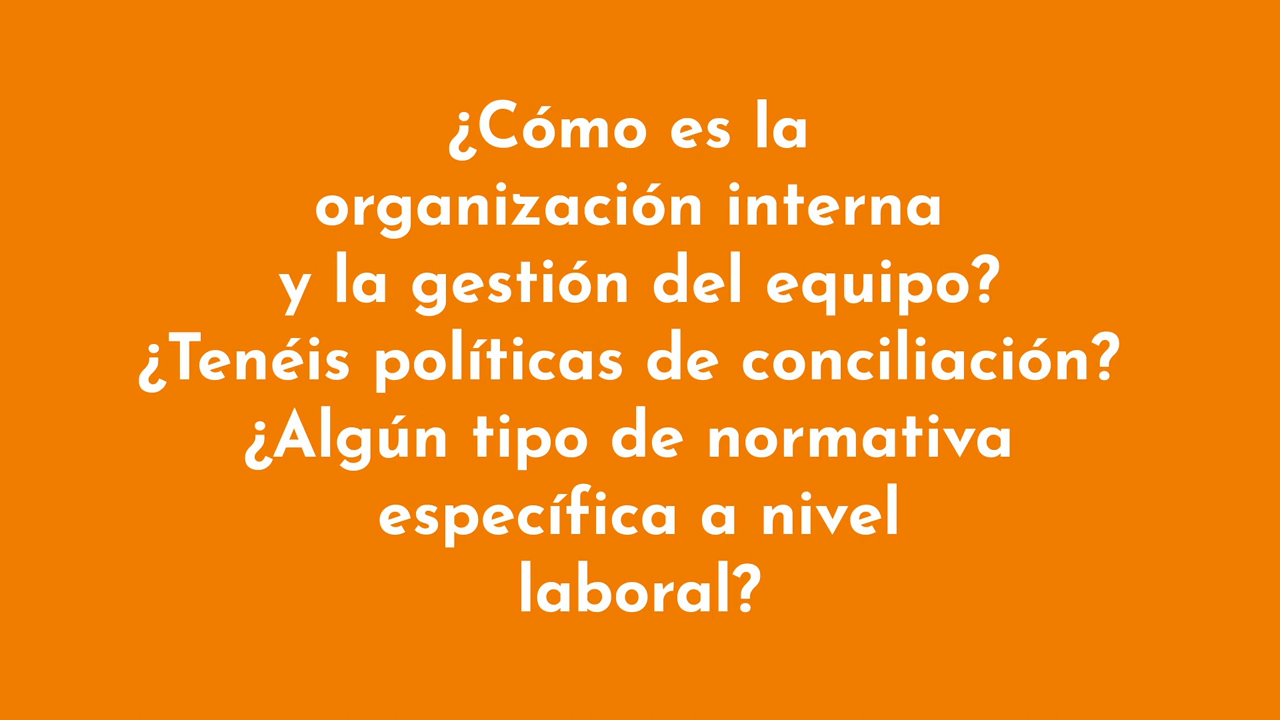 ¿Cómo es la
organización interna
y la gestión del equipo?
¿Tenéis políticas de conciliación?
¿Algún tipo de normativa
específica a nivel
laboral?